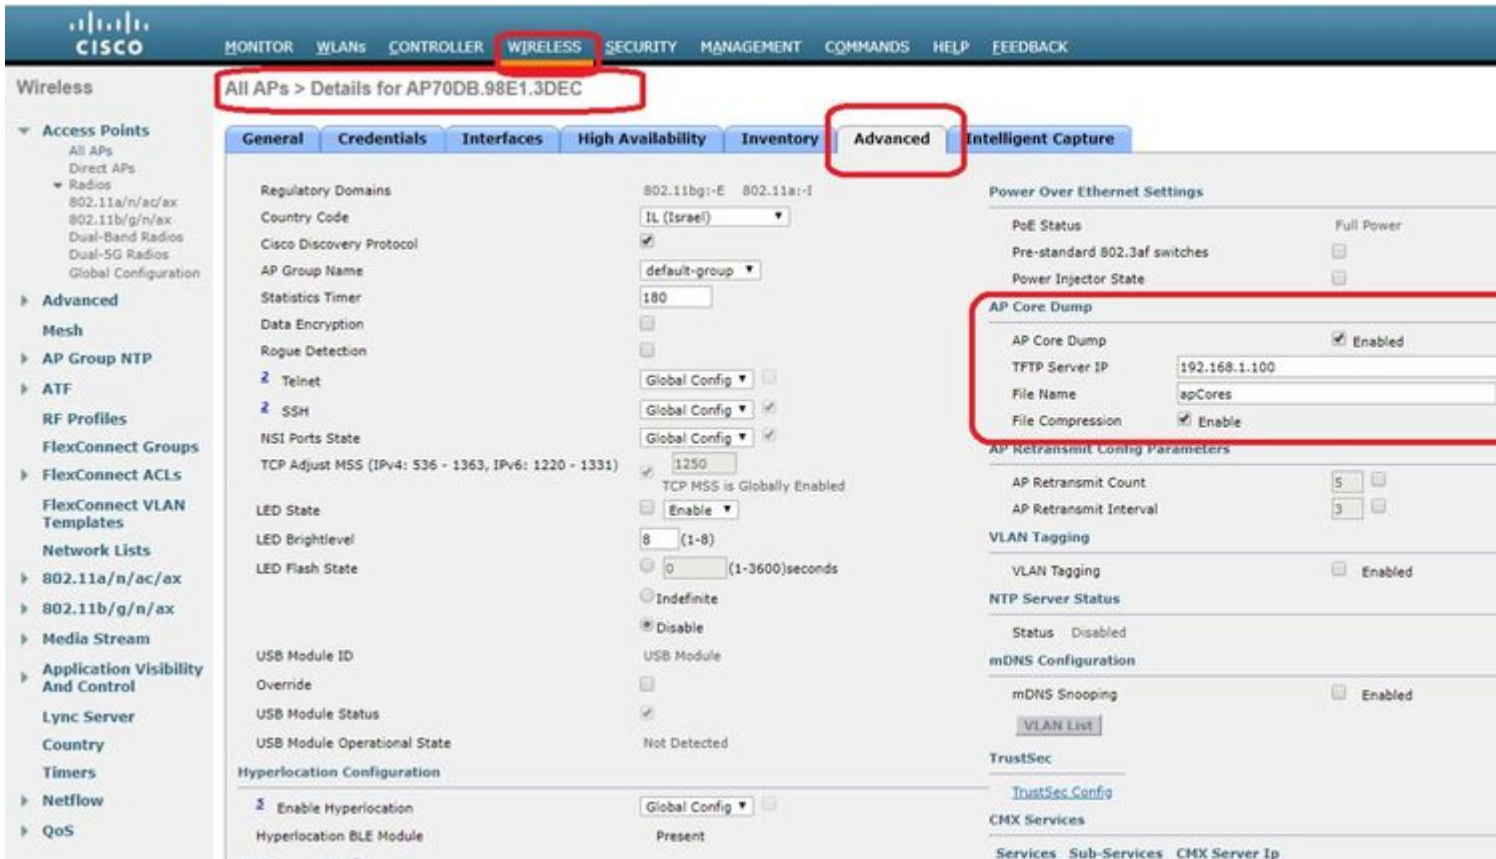 CISCO
MONITOR WLANs CONTROLLER WIRELESS SECURITY MANAGEMENT COMMANDS HELP FEEDBACK
Wireless
Access Points
All APs
Direct APs
Radios
802.11a/n/ac/ax
802.11b/g/n/ax
Dual-Band Radios
Dual-5G Radios
Global Configuration
Advanced
Mesh
AP Group NTP
ATF
RF Profiles
FlexConnect Groups
FlexConnect ACLs
FlexConnect VLAN
Templates
Network Lists
802.11a/n/ac/ax
802.11b/g/n/ax
Media Stream
Application Visibility
And Control
Lync Server
Country
Timers
Netflow
QoS
All APs > Details for AP70DB.98E1.3DEC
General Credentials Interfaces High Availability Inventory Advanced Intelligent Capture
Regulatory Domains 802.11bg:-E 802.11a:-I
Country Code IL (Israel)
Cisco Discovery Protocol
AP Group Name default-group
Statistics Timer 180
Data Encryption
Rogue Detection
2 Telnet Global Config
2 SSH Global Config
NSI Ports State Global Config
TCP Adjust MSS (IPv4: 536 - 1363, IPv6: 1220 - 1331) 1250
TCP MSS is Globally Enabled
LED State Enable
LED Brightlevel 8 (1-8)
LED Flash State 0 (1-3600)seconds
Indefinite
Disable
USB Module ID USB Module
Override
USB Module Status
USB Module Operational State Not Detected
Hyperlocation Configuration
Enable Hyperlocation Global Config
Hyperlocation BLE Module Present
Power Over Ethernet Settings
PoE Status Full Power
Pre-standard 802.3af switches
Power Injector State
AP Core Dump
AP Core Dump Enabled
TFTP Server IP 192.168.1.100
File Name apCores
File Compression Enable
AP Retransmit Config Parameters
AP Retransmit Count 5
AP Retransmit Interval 3
VLAN Tagging
VLAN Tagging Enabled
NTP Server Status
Status Disabled
mDNS Configuration
mDNS Snooping Enabled
VLAN List
TrustSec
TrustSec Config
CMX Services
Services Sub-Services CMX Server Ip